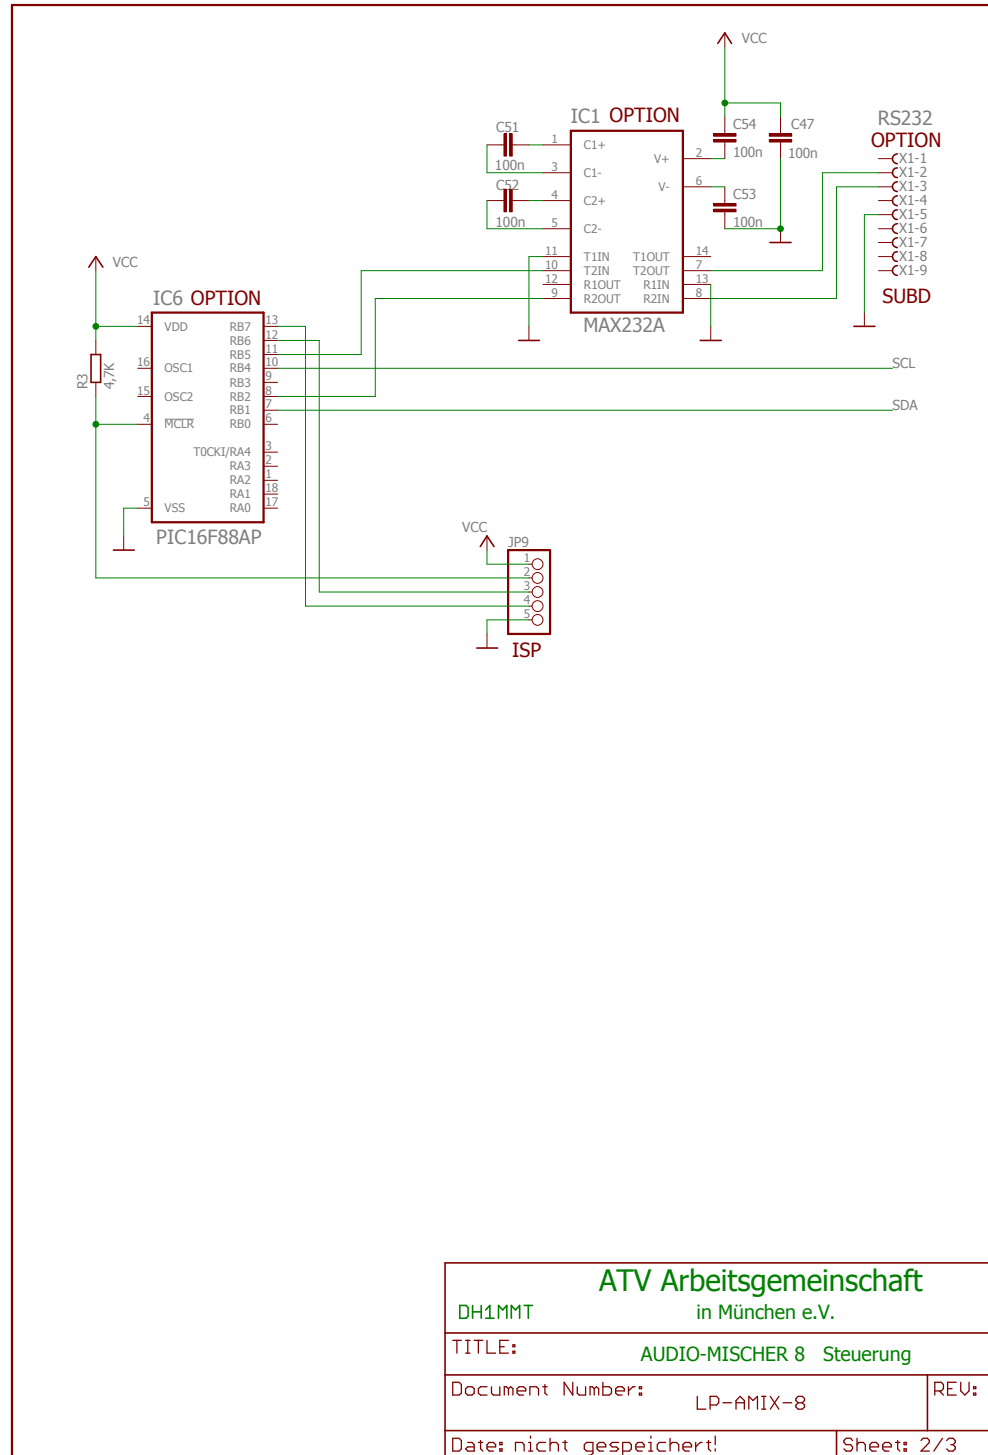 VCC
IC1 OPTION
RS232
OPTION
C51
100n
C52
100n
C54
100n
C47
100n
C53
100n
1 C1+
3 C1-
4 C2+
5 C2-
11 T1IN
10 T2IN
12 R1OUT
9 R2OUT
V+ 2
V- 6
T1OUT 14
T2OUT 7
R1IN 13
R2IN 8
MAX232A
X1-1
X1-2
X1-3
X1-4
X1-5
X1-6
X1-7
X1-8
X1-9
SUBD
VCC
IC6 OPTION
R3
4,7K
14 VDD
16 OSC1
15 OSC2
4 MCLR
5 VSS
RB7 13
RB6 12
RB5 11
RB4 10
RB3 9
RB2 8
RB1 7
RB0 6
T0CKI/RA4 3
RA3 2
RA2 1
RA1 18
RA0 17
PIC16F88AP
SCL
SDA
VCC
JP9
1
2
3
4
5
ISP
ATV Arbeitsgemeinschaft
DH1MMT in München e.V.
TITLE: AUDIO-MISCHER 8 Steuerung
Document Number: LP-AMIX-8
REV:
Date: nicht gespeichert!
Sheet: 2/3